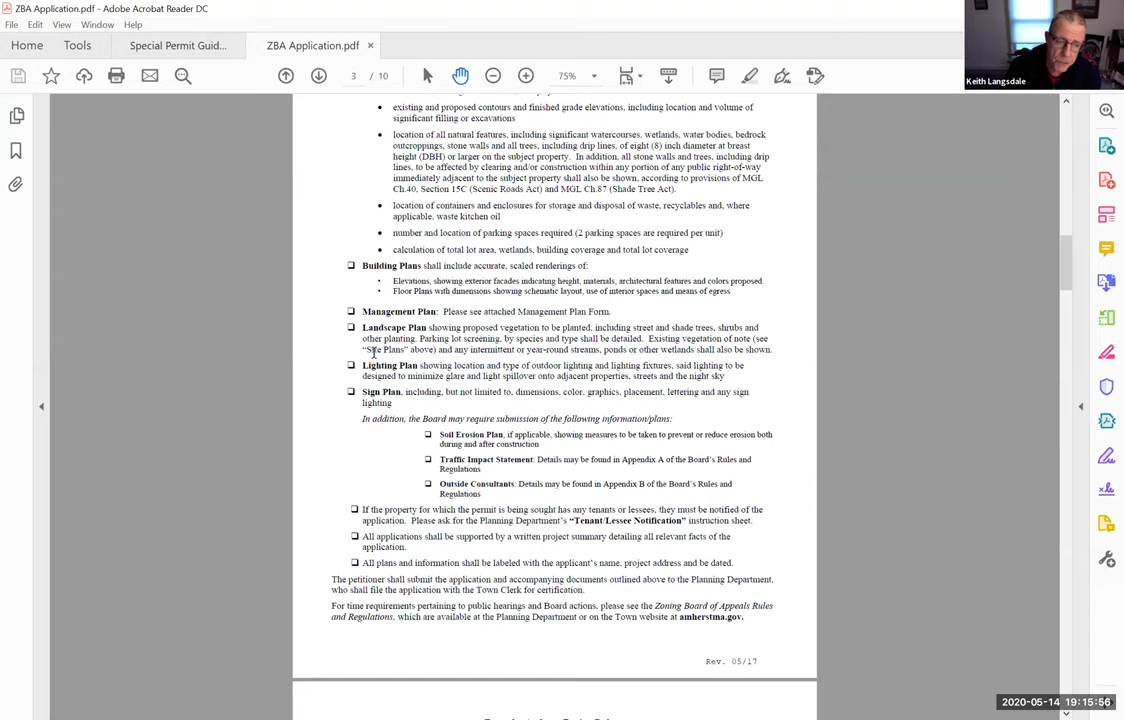 ZBA Application.pdf - Adobe Acrobat Reader DC
File Edit View Window Help
Home Tools Special Permit Guid... ZBA Application.pdf ×
3 / 10 75%
Keith Langsdale
• existing and proposed contours and finished grade elevations, including location and volume of
significant filling or excavations
• location of all natural features, including significant watercourses, wetlands, water bodies, bedrock
outcroppings, stone walls and all trees, including drip lines, of eight (8) inch diameter at breast
height (DBH) or larger on the subject property. In addition, all stone walls and trees, including drip
lines, to be affected by clearing and/or construction within any portion of any public right-of-way
immediately adjacent to the subject property shall also be shown, according to provisions of MGL
Ch.40, Section 15C (Scenic Roads Act) and MGL Ch.87 (Shade Tree Act).
• location of containers and enclosures for storage and disposal of waste, recyclables and, where
applicable, waste kitchen oil
• number and location of parking spaces required (2 parking spaces are required per unit)
• calculation of total lot area, wetlands, building coverage and total lot coverage
❑ Building Plans shall include accurate, scaled renderings of:
• Elevations, showing exterior facades indicating height, materials, architectural features and colors proposed.
• Floor Plans with dimensions showing schematic layout, use of interior spaces and means of egress
❑ Management Plan: Please see attached Management Plan Form.
❑ Landscape Plan showing proposed vegetation to be planted, including street and shade trees, shrubs and
other planting. Parking lot screening, by species and type shall be detailed. Existing vegetation of note (see
“Site Plans” above) and any intermittent or year-round streams, ponds or other wetlands shall also be shown.
❑ Lighting Plan showing location and type of outdoor lighting and lighting fixtures, said lighting to be
designed to minimize glare and light spillover onto adjacent properties, streets and the night sky
❑ Sign Plan, including, but not limited to, dimensions, color, graphics, placement, lettering and any sign
lighting
In addition, the Board may require submission of the following information/plans:
❑ Soil Erosion Plan, if applicable, showing measures to be taken to prevent or reduce erosion both
during and after construction
❑ Traffic Impact Statement: Details may be found in Appendix A of the Board’s Rules and
Regulations
❑ Outside Consultants: Details may be found in Appendix B of the Board’s Rules and
Regulations
❑ If the property for which the permit is being sought has any tenants or lessees, they must be notified of the
application. Please ask for the Planning Department’s “Tenant/Lessee Notification” instruction sheet.
❑ All applications shall be supported by a written project summary detailing all relevant facts of the
application.
❑ All plans and information shall be labeled with the applicant’s name, project address and be dated.
The petitioner shall submit the application and accompanying documents outlined above to the Planning Department,
who shall file the application with the Town Clerk for certification.
For time requirements pertaining to public hearings and Board actions, please see the Zoning Board of Appeals Rules
and Regulations, which are available at the Planning Department or on the Town website at amherstma.gov.
Rev. 05/17
2020-05-14 19:15:56